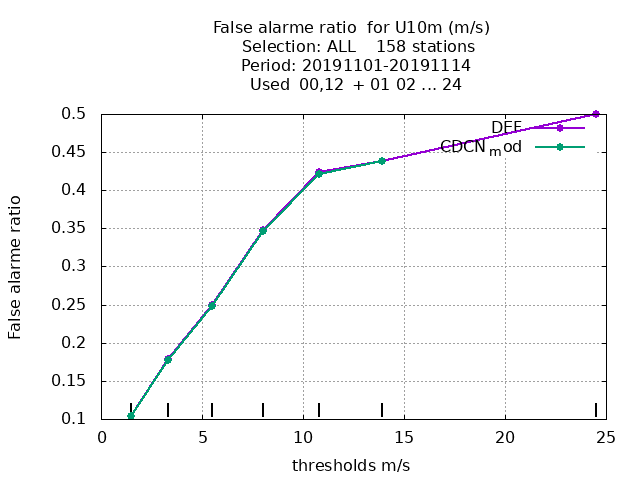 False alarme ratio for U10m (m/s)
Selection: ALL 158 stations
Period: 20191101-20191114
Used 00,12 + 01 02 ... 24
False alarme ratio
0.5
0.45
0.4
0.35
0.3
0.25
0.2
0.15
0.1
DEF
CDCN_mod
0 5 10 15 20 25
thresholds m/s